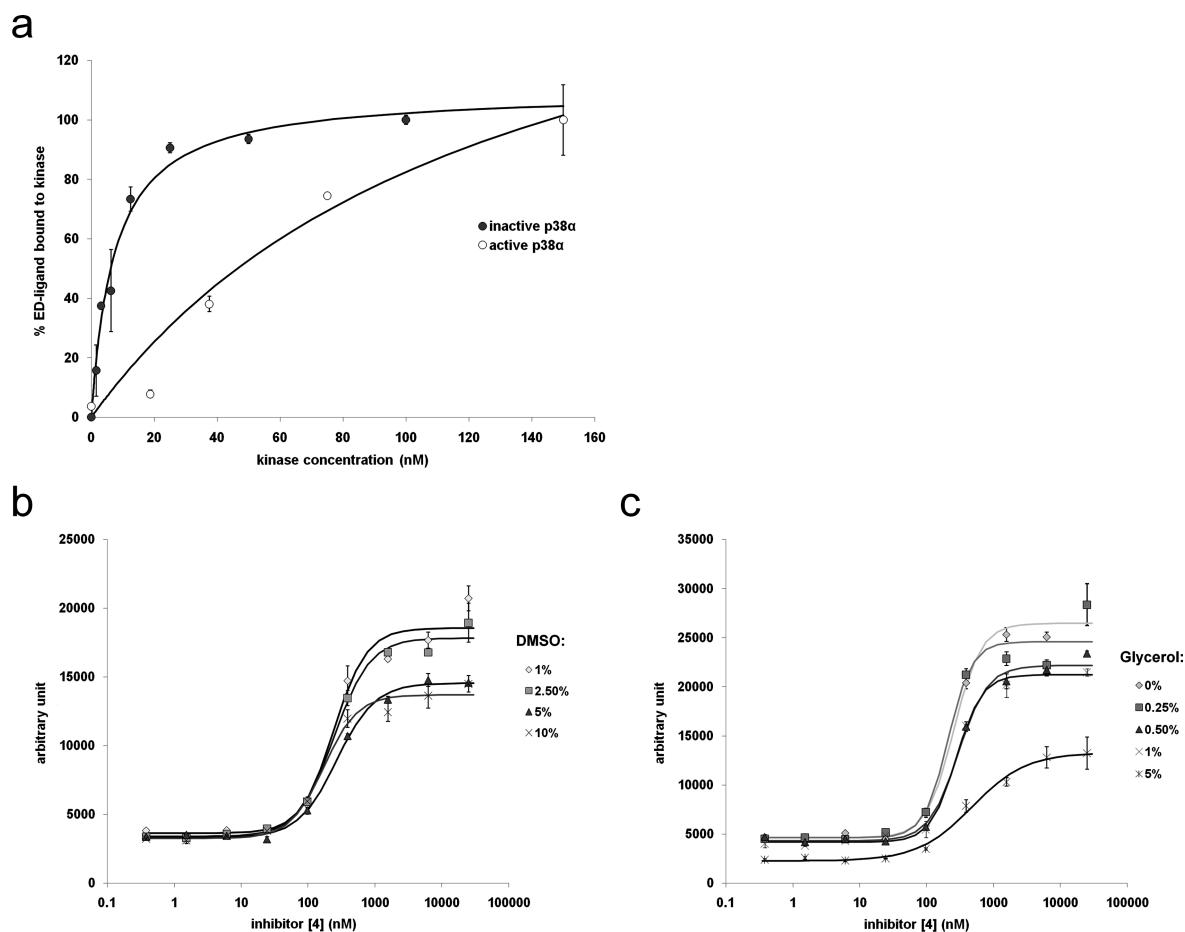 a
120
100
80
60
40
20
0
% ED-ligand bound to kinase
inactive p38α
active p38α
0 20 40 60 80 100 120 140 160
kinase concentration (nM)
b
25000
20000
15000
10000
5000
0
arbitrary unit
DMSO:
1%
2.50%
5%
10%
0.1 1 10 100 1000 10000 100000
inhibitor [4] (nM)
c
35000
30000
25000
20000
15000
10000
5000
0
arbitrary unit
Glycerol:
0%
0.25%
0.50%
1%
5%
0.1 1 10 100 1000 10000 100000
inhibitor [4] (nM)